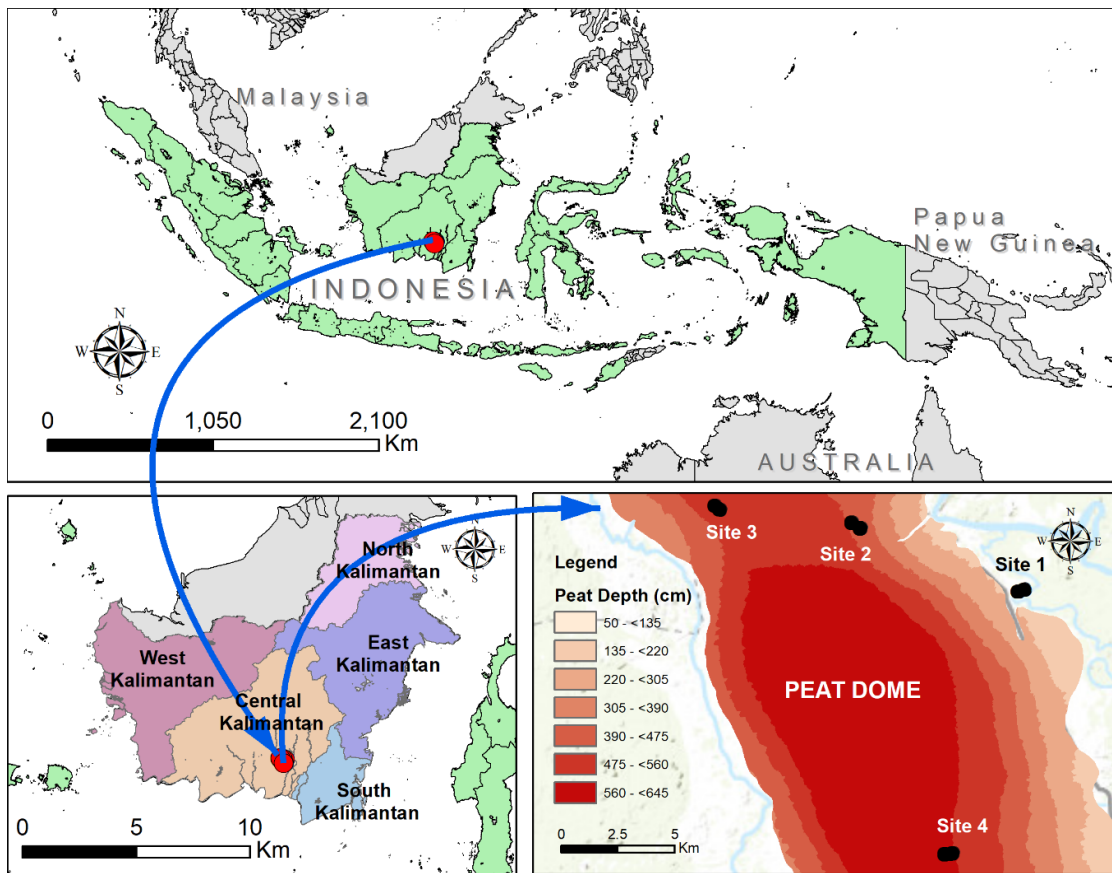 Malaysia
Papua
New Guinea
INDONESIA
N
W E
S
0 1,050 2,100
Km
AUSTRALIA
North
Kalimantan
N
W E
S
East
Kalimantan
West
Kalimantan
Central
Kalimantan
South
Kalimantan
0 5 10
Km
Site 3
Site 2
N
W E
S
Site 1
Legend
Peat Depth (cm)
50 - <135
135 - <220
220 - <305
305 - <390
390 - <475
475 - <560
560 - <645
PEAT DOME
Site 4
0 2.5 5
Km